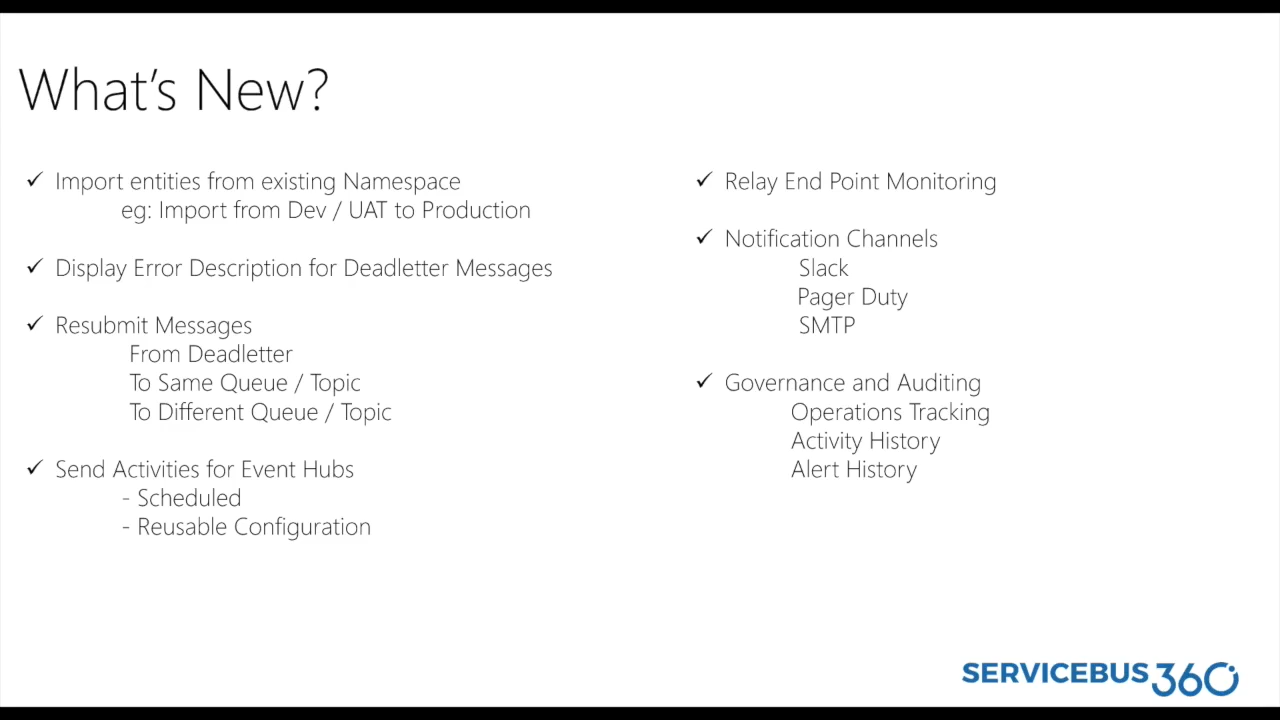 What's New?
✓ Import entities from existing Namespace
eg: Import from Dev / UAT to Production
✓ Display Error Description for Deadletter Messages
✓ Resubmit Messages
From Deadletter
To Same Queue / Topic
To Different Queue / Topic
✓ Send Activities for Event Hubs
- Scheduled
- Reusable Configuration
✓ Relay End Point Monitoring
✓ Notification Channels
Slack
Pager Duty
SMTP
✓ Governance and Auditing
Operations Tracking
Activity History
Alert History
SERVICEBUS360